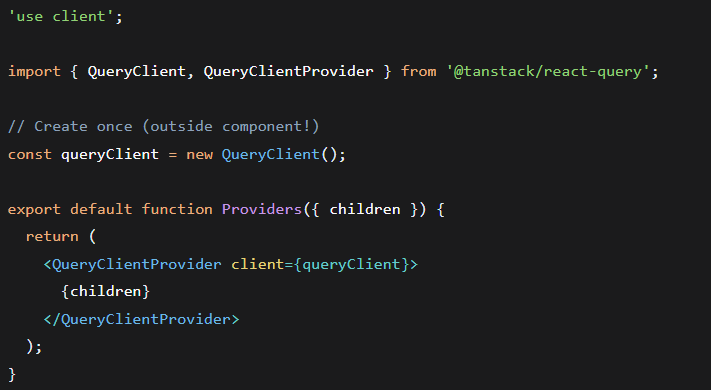 'use client';
import { QueryClient, QueryClientProvider } from '@tanstack/react-query';
// Create once (outside component!)
const queryClient = new QueryClient();
export default function Providers({ children }) {
  return (
    <QueryClientProvider client={queryClient}>
      {children}
    </QueryClientProvider>
  );
}